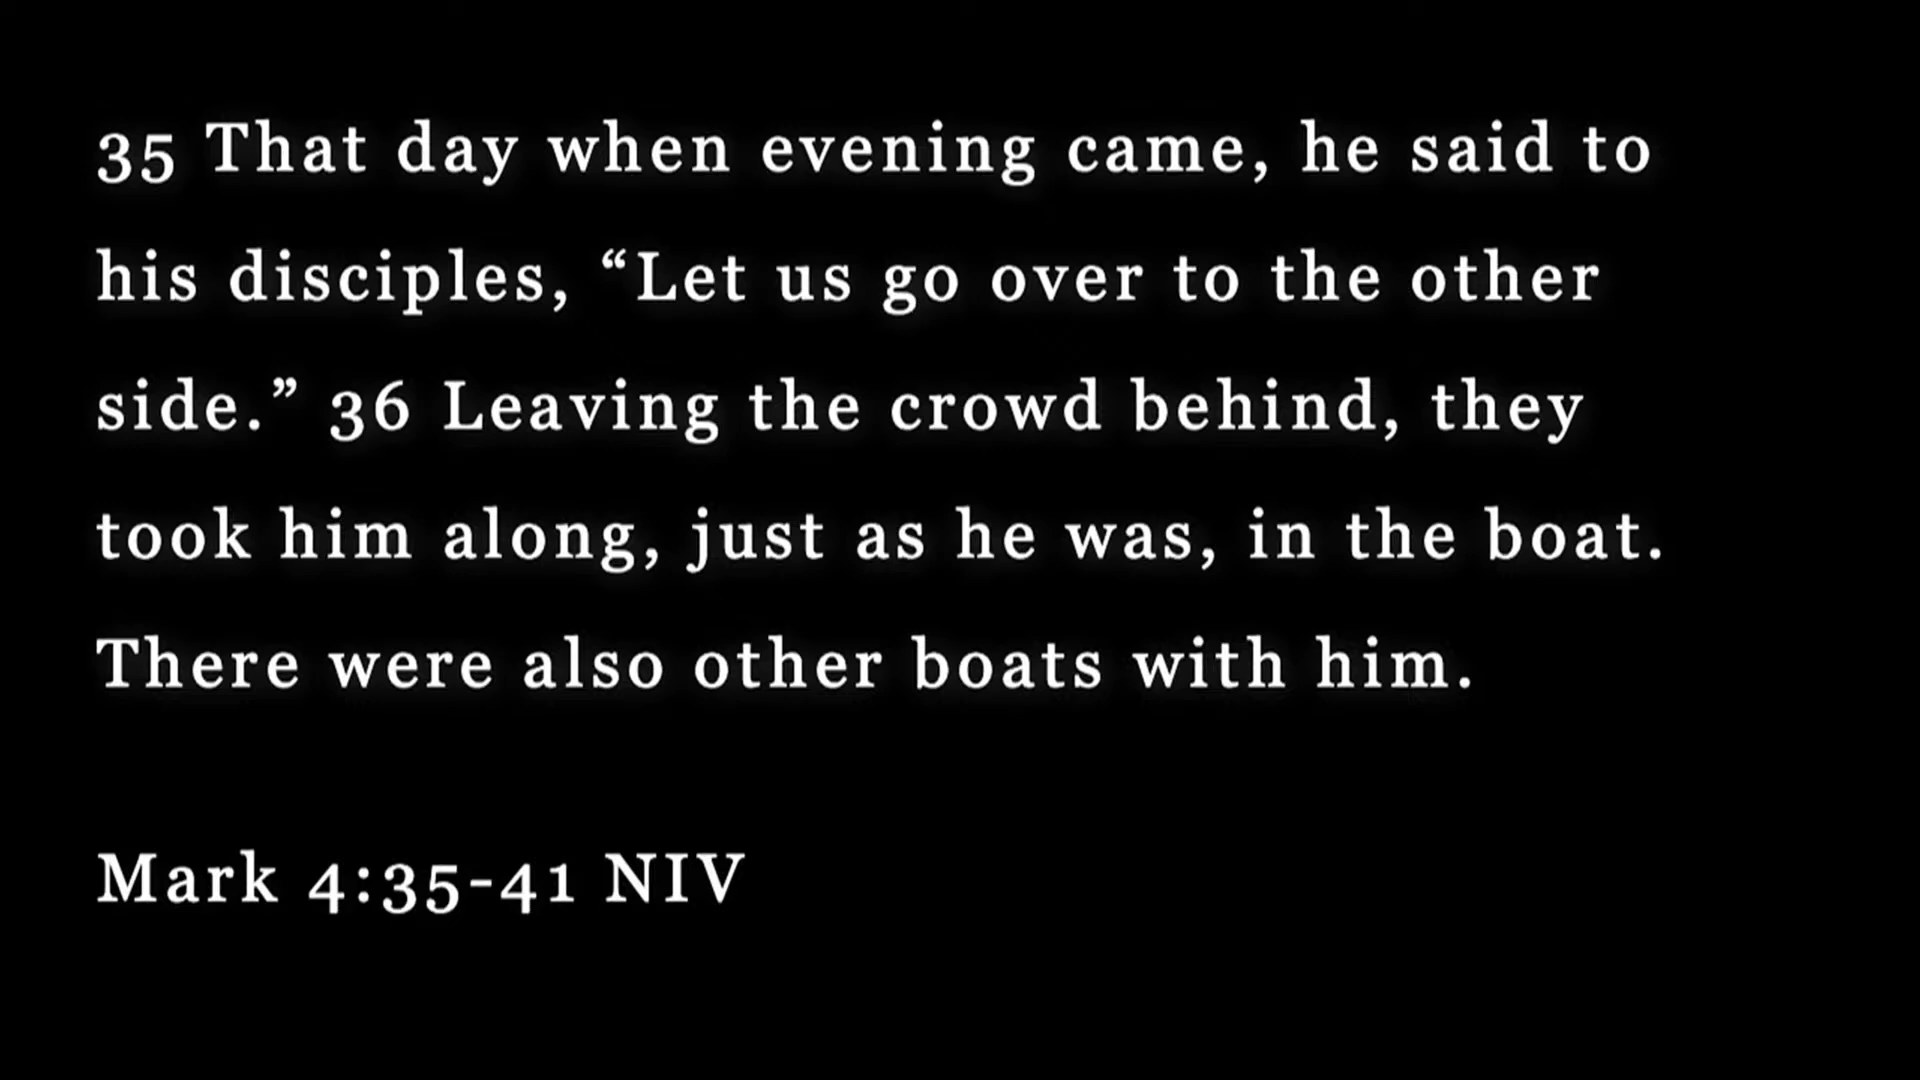 35 That day when evening came, he said to
his disciples, “Let us go over to the other
side.” 36 Leaving the crowd behind, they
took him along, just as he was, in the boat.
There were also other boats with him.
Mark 4:35-41 NIV